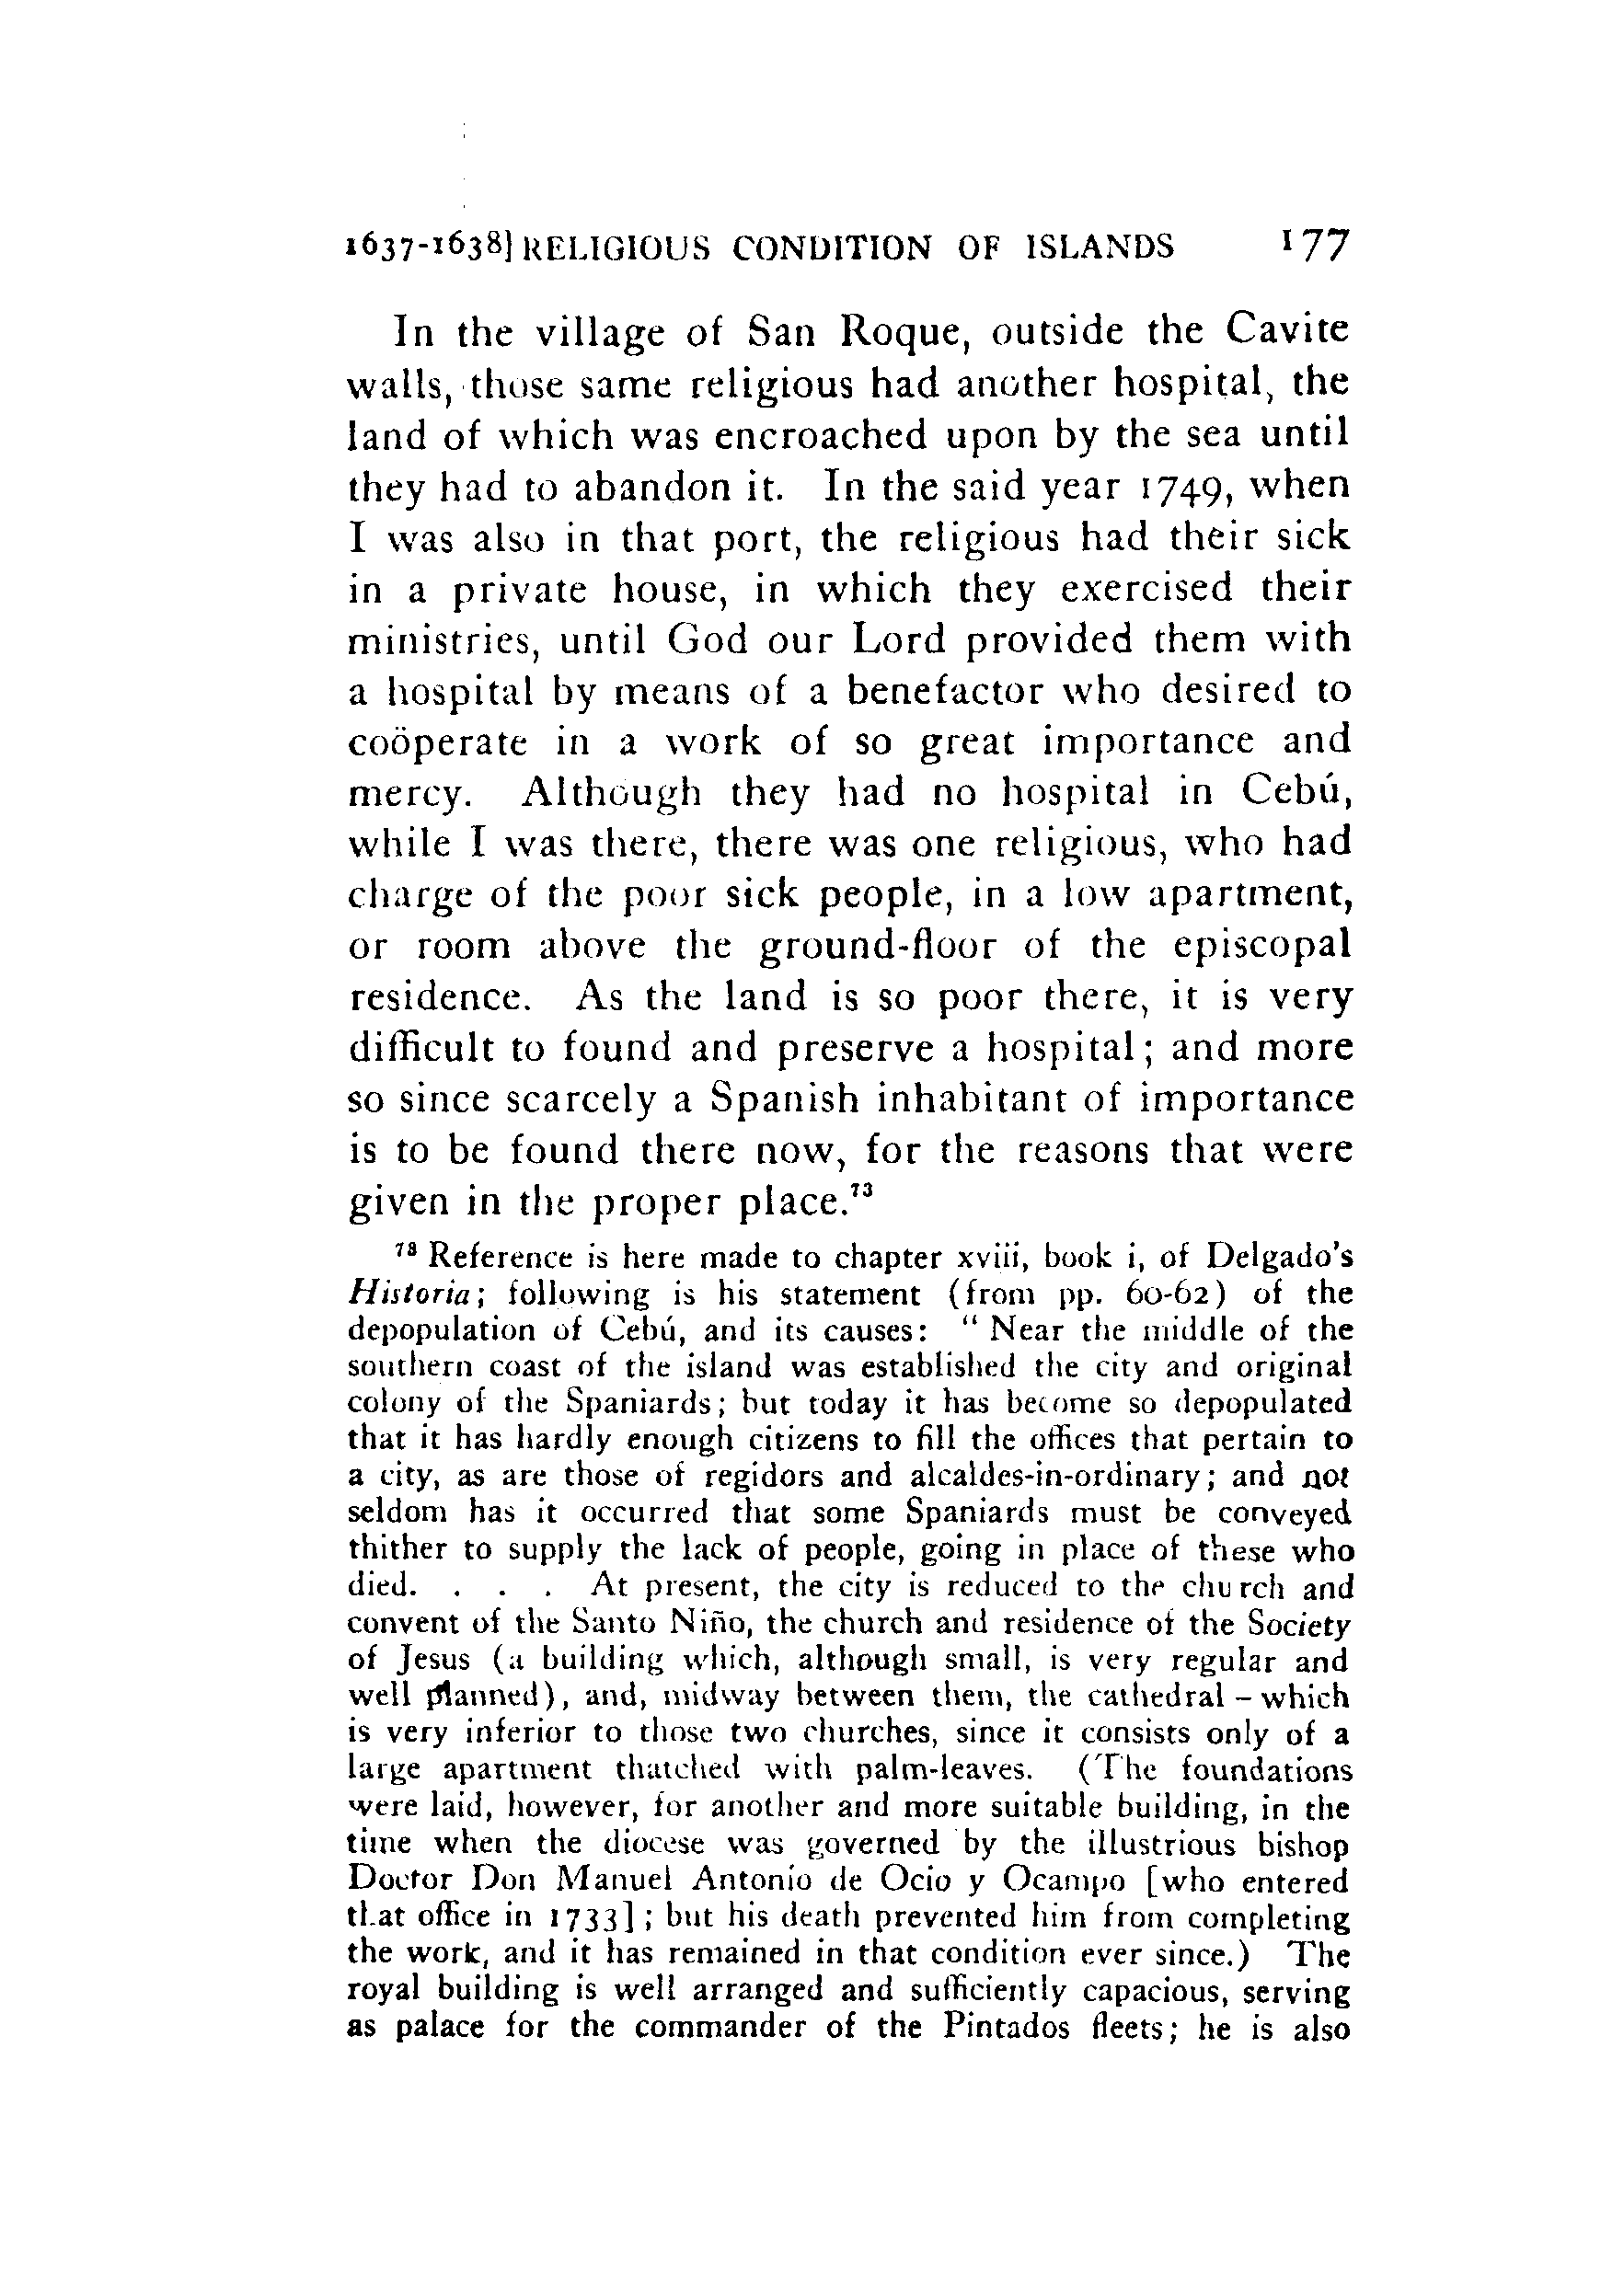 1637-1638] RELIGIOUS CONDITION OF ISLANDS 177
In the village of San Roque, outside the Cavite
walls, those same religious had another hospital, the
land of which was encroached upon by the sea until
they had to abandon it. In the said year 1749, when
I was also in that port, the religious had their sick
in a private house, in which they exercised their
ministries, until God our Lord provided them with
a hospital by means of a benefactor who desired to
coöperate in a work of so great importance and
mercy. Although they had no hospital in Cebú,
while I was there, there was one religious, who had
charge of the poor sick people, in a low apartment,
or room above the ground-floor of the episcopal
residence. As the land is so poor there, it is very
difficult to found and preserve a hospital; and more
so since scarcely a Spanish inhabitant of importance
is to be found there now, for the reasons that were
given in the proper place.⁷³
⁷³ Reference is here made to chapter xviii, book i, of Delgado's
Historia; following is his statement (from pp. 60-62) of the
depopulation of Cebú, and its causes: " Near the middle of the
southern coast of the island was established the city and original
colony of the Spaniards; but today it has become so depopulated
that it has hardly enough citizens to fill the offices that pertain to
a city, as are those of regidors and alcaldes-in-ordinary; and not
seldom has it occurred that some Spaniards must be conveyed
thither to supply the lack of people, going in place of these who
died. . . . At present, the city is reduced to the church and
convent of the Santo Niño, the church and residence of the Society
of Jesus (a building which, although small, is very regular and
well planned), and, midway between them, the cathedral – which
is very inferior to those two churches, since it consists only of a
large apartment thatched with palm-leaves. (The foundations
were laid, however, for another and more suitable building, in the
time when the diocese was governed by the illustrious bishop
Doctor Don Manuel Antonio de Ocio y Ocampo [who entered
that office in 1733]; but his death prevented him from completing
the work, and it has remained in that condition ever since.) The
royal building is well arranged and sufficiently capacious, serving
as palace for the commander of the Pintados fleets; he is also